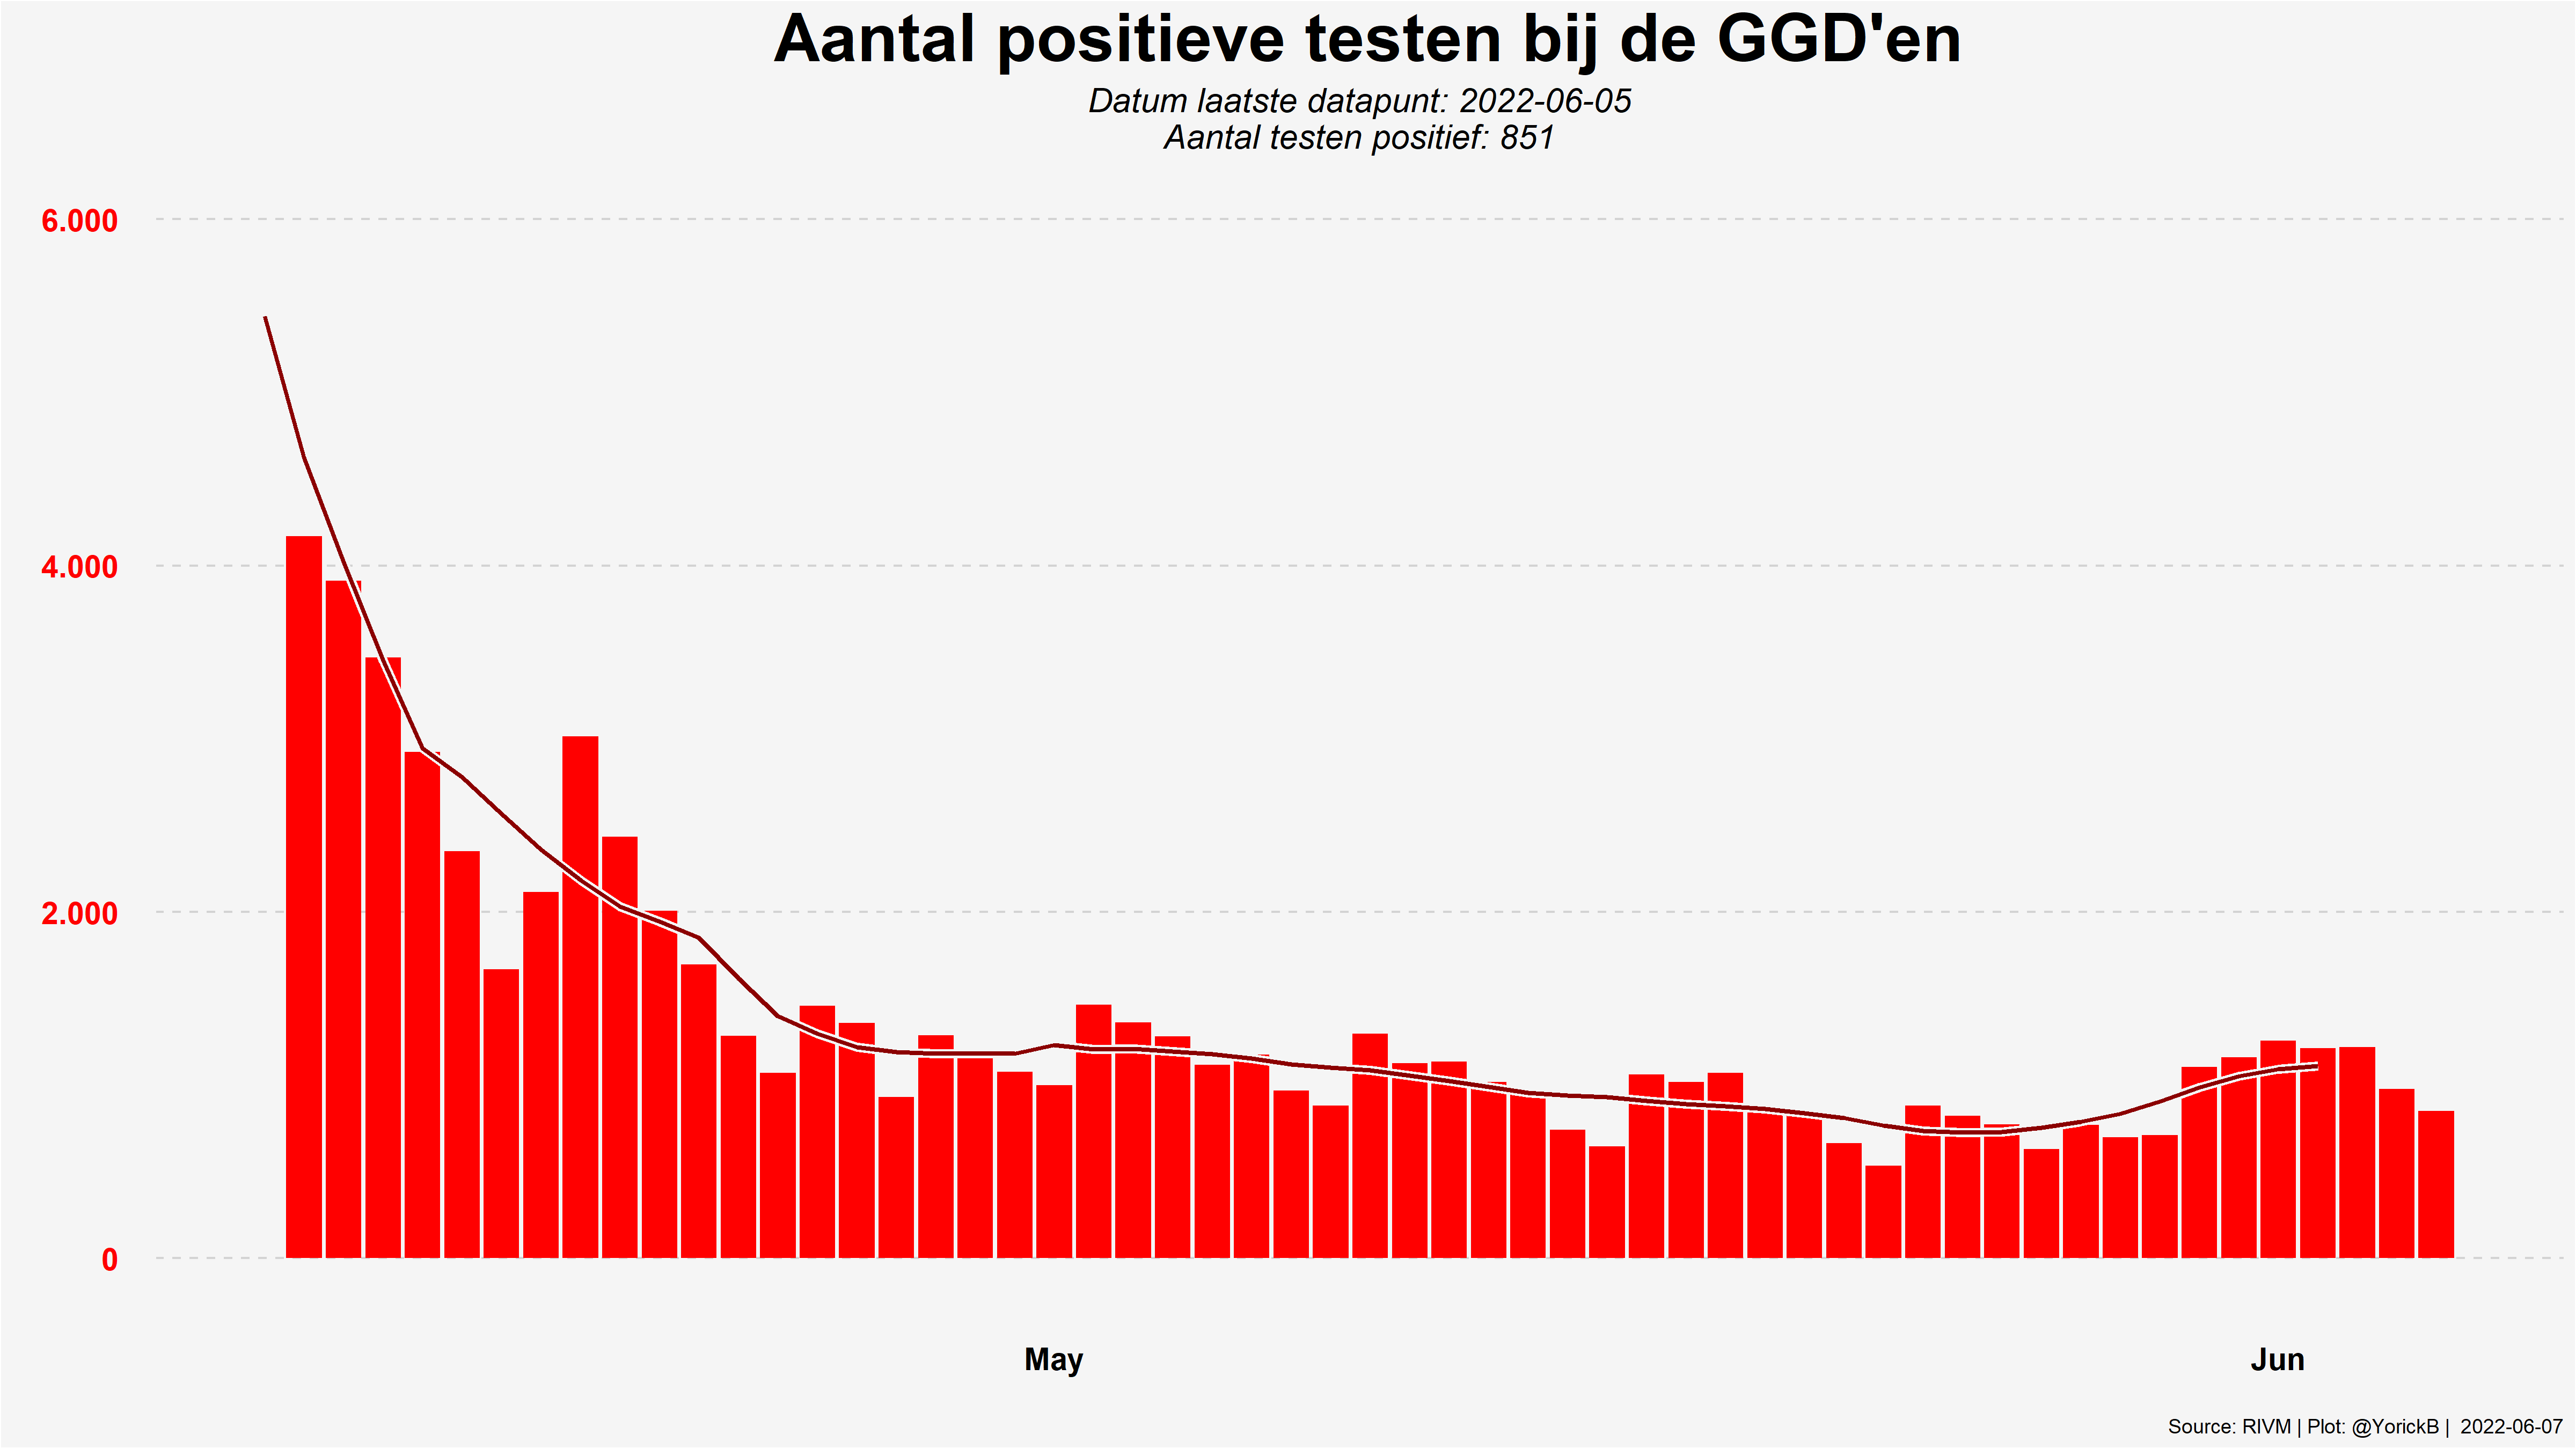 Aantal positieve testen bij de GGD'en
Datum laatste datapunt: 2022-06-05
Aantal testen positief: 851
6.000
4.000
2.000
0
May
Jun
Source: RIVM | Plot: @YorickB | 2022-06-07